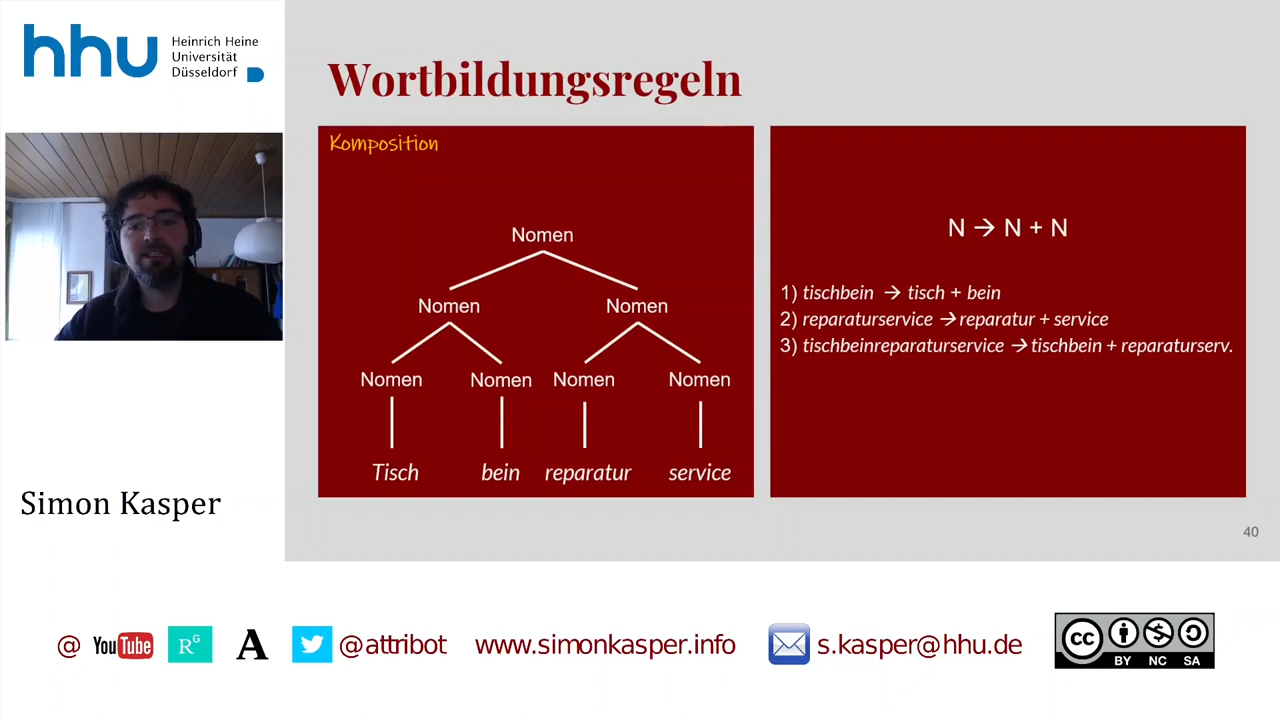 hhu Heinrich Heine
Universität
Düsseldorf
Wortbildungsregeln
Komposition
Nomen
Nomen Nomen
Nomen Nomen Nomen Nomen
Tisch bein reparatur service
N → N + N
1) tischbein → tisch + bein
2) reparaturservice → reparatur + service
3) tischbeinreparaturservice → tischbein + reparaturserv.
Simon Kasper
40
@ YouTube RG A @attribot www.simonkasper.info s.kasper@hhu.de cc BY NC SA